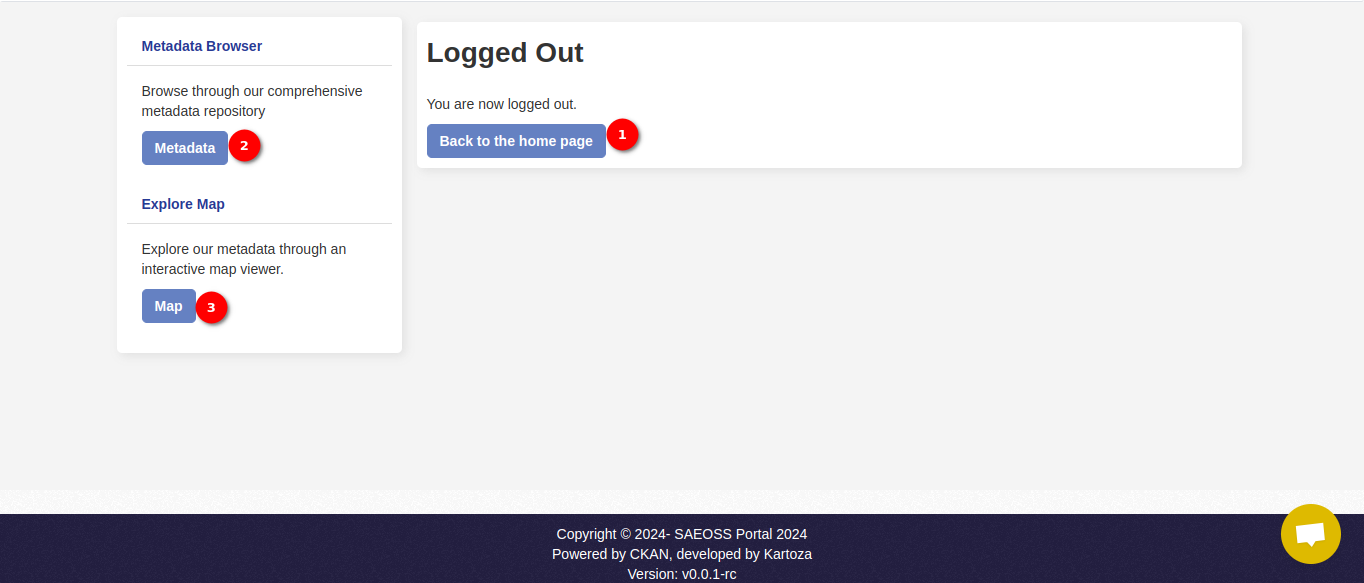 Metadata Browser
Browse through our comprehensive
metadata repository
Metadata 2
Explore Map
Explore our metadata through an
interactive map viewer.
Map 3
Logged Out
You are now logged out.
Back to the home page 1
Copyright © 2024- SAEOSS Portal 2024
Powered by CKAN, developed by Kartoza
Version: v0.0.1-rc